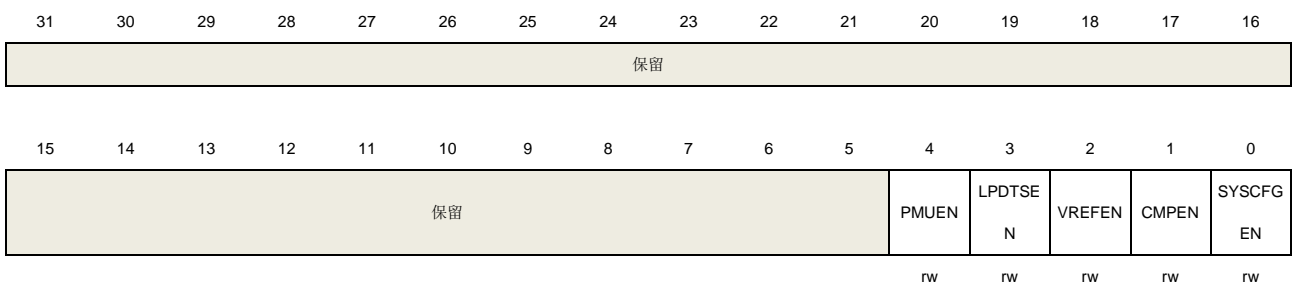 31 30 29 28 27 26 25 24 23 22 21 20 19 18 17 16
保留
15 14 13 12 11 10 9 8 7 6 5 4 3 2 1 0
保留 PMUEN LPDTSE N VREFEN CMPEN SYSCFG EN
rw rw rw rw rw